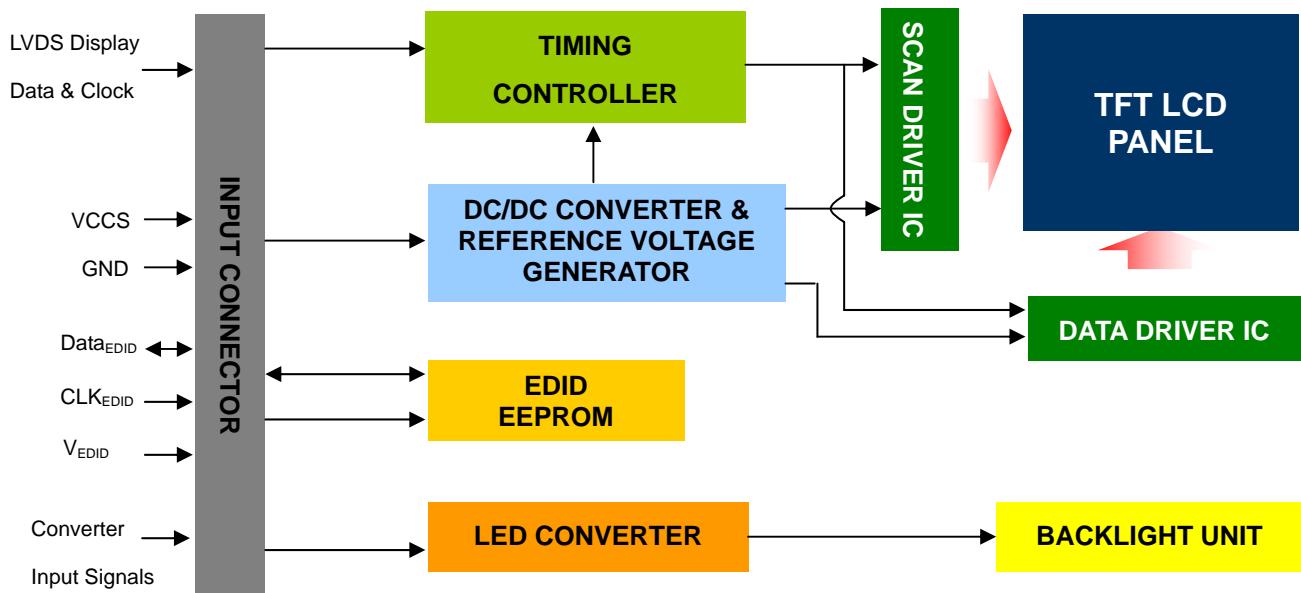 LVDS Display
Data & Clock
VCCS
GND
DataEDID
CLKEDID
VEDID
Converter
Input Signals
INPUT CONNECTOR
TIMING
CONTROLLER
DC/DC CONVERTER &
REFERENCE VOLTAGE
GENERATOR
EDID
EEPROM
LED CONVERTER
SCAN DRIVER IC
TFT LCD
PANEL
DATA DRIVER IC
BACKLIGHT UNIT